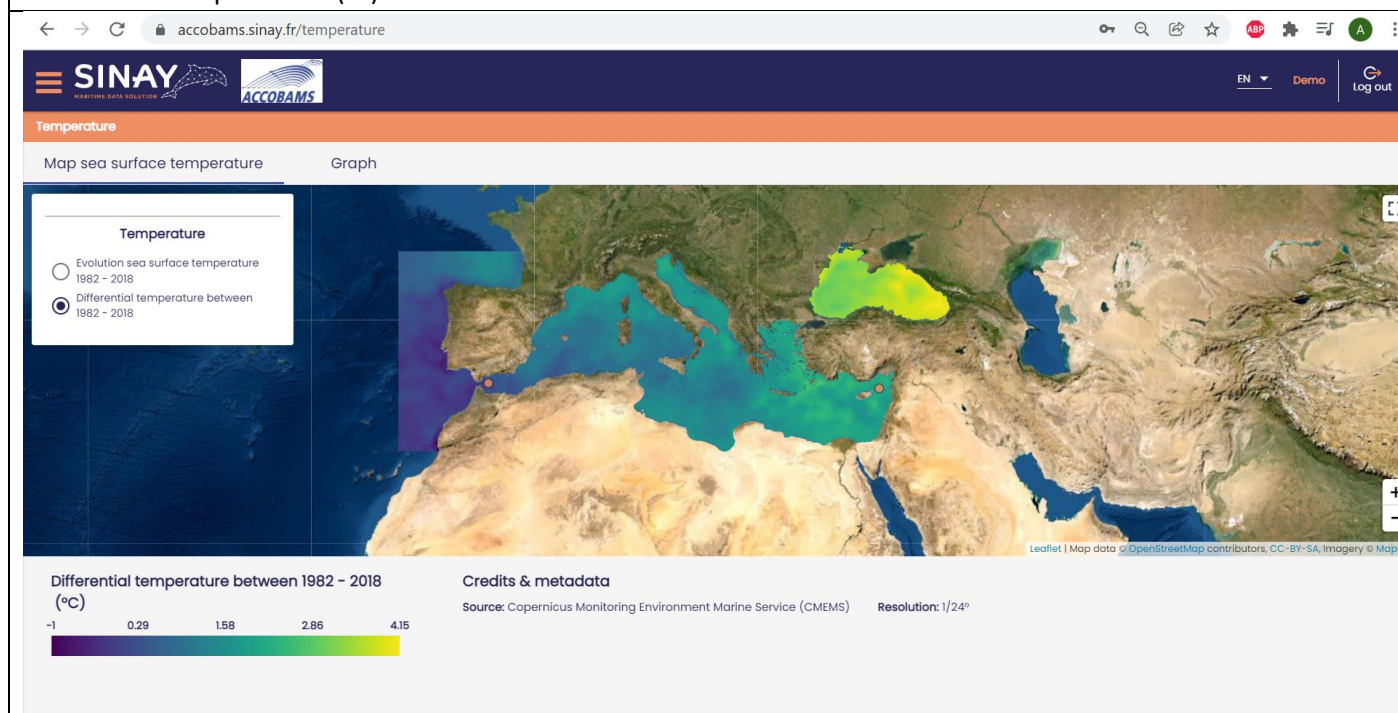 accobams.sinay.fr/temperature
ABP
A
SINAY
MARITIME DATA SOLUTION
ACCOBAMS
EN
Demo
Log out
Temperature
Map sea surface temperature
Graph
Temperature
Evolution sea surface temperature
1982 - 2018
Differential temperature between
1982 - 2018
+
-
Leaflet | Map data © OpenStreetMap contributors, CC-BY-SA, Imagery © Map
Differential temperature between 1982 - 2018
(°C)
-1 0.29 1.58 2.86 4.15
Credits & metadata
Source: Copernicus Monitoring Environment Marine Service (CMEMS) Resolution: 1/24°